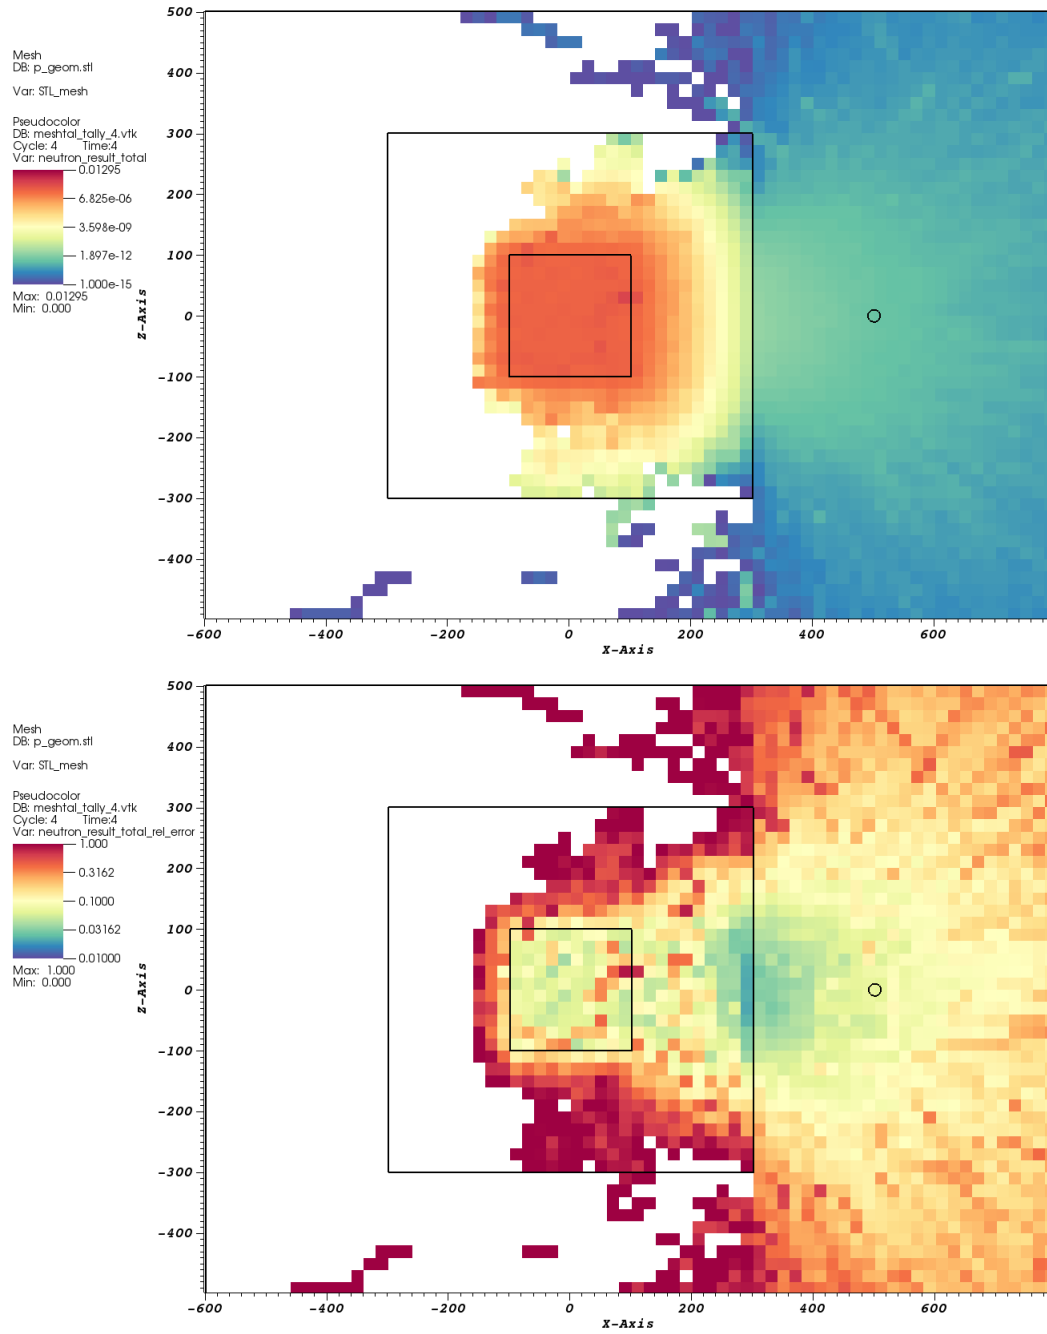 Mesh
DB: p_geom.stl
Var: STL_mesh
Pseudocolor
DB: meshtal_tally_4.vtk
Cycle: 4 Time:4
Var: neutron_result_total
0.01295
6.825e-06
3.598e-09
1.897e-12
1.000e-15
Max: 0.01295
Min: 0.000
Z-Axis
500
400
300
200
100
0
-100
-200
-300
-400
-600 -400 -200 0 200 400 600
X-Axis
Mesh
DB: p_geom.stl
Var: STL_mesh
Pseudocolor
DB: meshtal_tally_4.vtk
Cycle: 4 Time:4
Var: neutron_result_total_rel_error
1.000
0.3162
0.1000
0.03162
0.01000
Max: 1.000
Min: 0.000
Z-Axis
500
400
300
200
100
0
-100
-200
-300
-400
-600 -400 -200 0 200 400 600
X-Axis